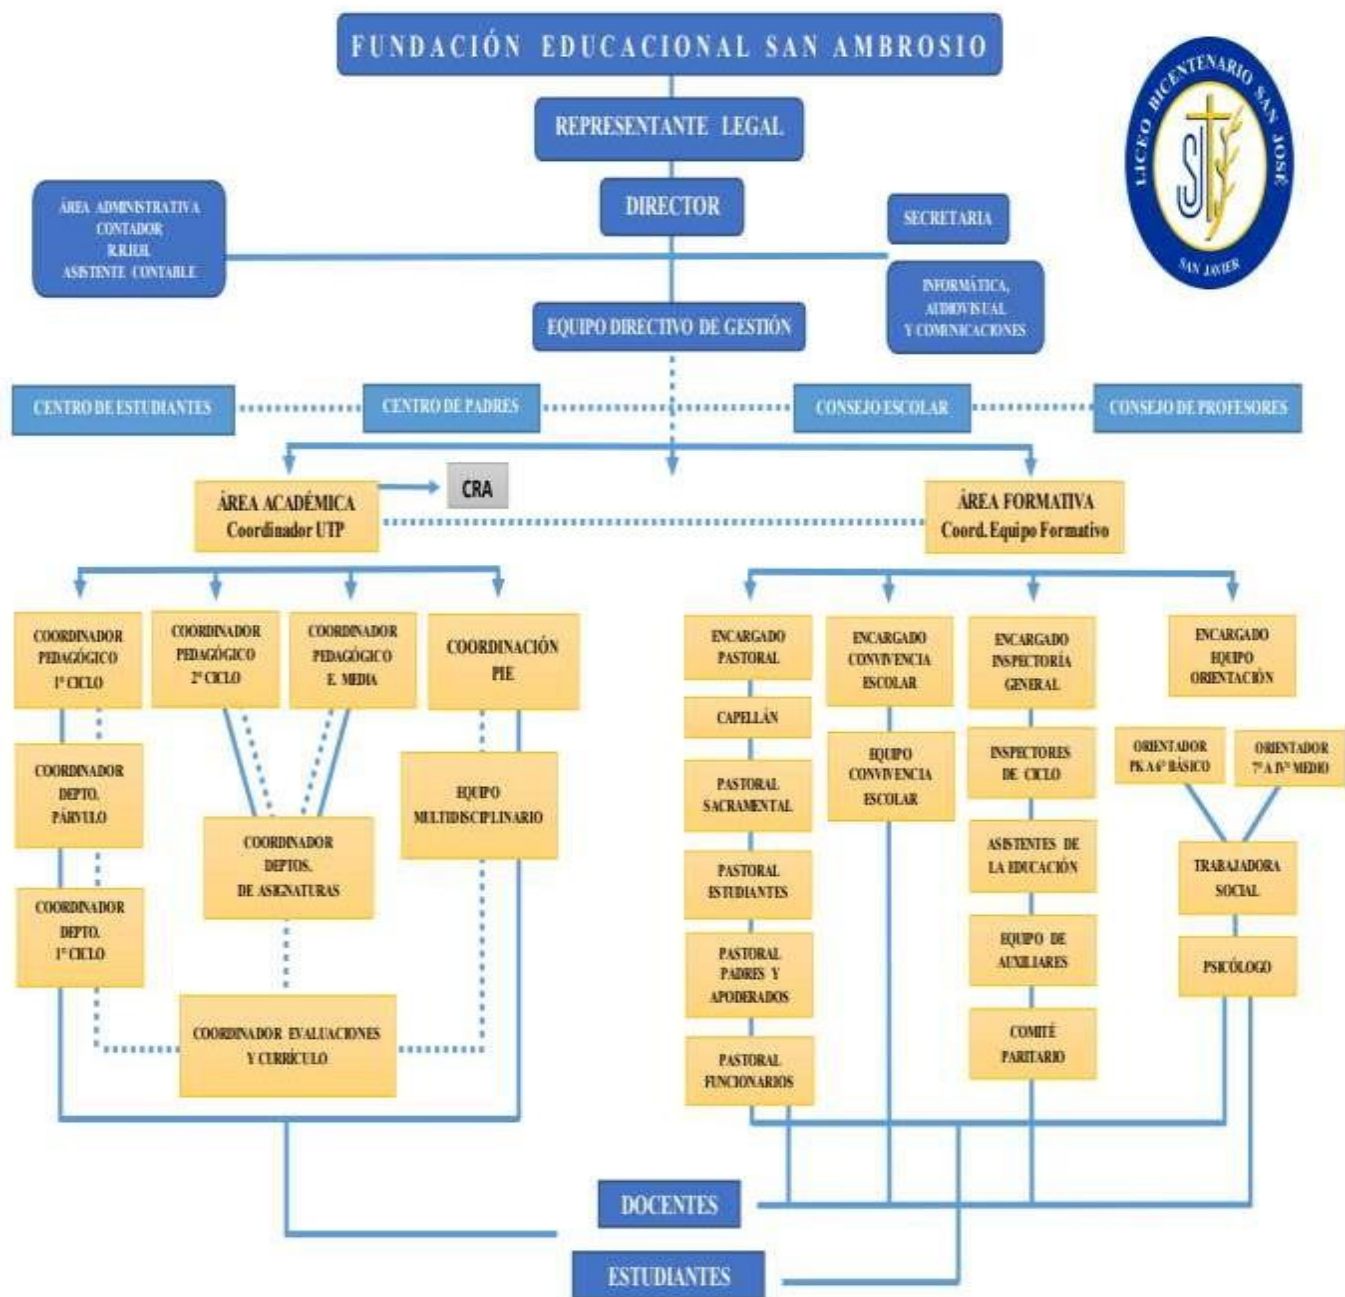 FUNDACIÓN EDUCACIONAL SAN AMBROSIO
LICEO BICENTENARIO SAN JOSÉ
SAN JAVIER
REPRESENTANTE LEGAL
DIRECTOR
ÁREA ADMINISTRATIVA
CONTADOR
R.R.H.H.
ASISTENTE CONTABLE
SECRETARIA
INFORMÁTICA,
AUDIOVISUAL
Y COMUNICACIONES
EQUIPO DIRECTIVO DE GESTIÓN
CENTRO DE ESTUDIANTES
CENTRO DE PADRES
CONSEJO ESCOLAR
CONSEJO DE PROFESORES
ÁREA ACADÉMICA
Coordinador UTP
CRA
ÁREA FORMATIVA
Coord. Equipo Formativo
COORDINADOR
PEDAGÓGICO
1º CICLO
COORDINADOR
PEDAGÓGICO
2º CICLO
COORDINADOR
PEDAGÓGICO
E. MEDIA
COORDINACIÓN
PIE
ENCARGADO
PASTORAL
ENCARGADO
CONVIVENCIA
ESCOLAR
ENCARGADO
INSPECTORÍA
GENERAL
ENCARGADO
EQUIPO
ORIENTACIÓN
COORDINADOR
DEPTO.
PÁRVULO
EQUIPO
MULTIDISCIPLINARIO
CAPELLÁN
EQUIPO
CONVIVENCIA
ESCOLAR
INSPECTORES
DE CICLO
ORIENTADOR
PK A 6º BÁSICO
ORIENTADOR
7º A IVº MEDIO
COORDINADOR
DEPTOS.
DE ASIGNATURAS
PASTORAL
SACRAMENTAL
ASISTENTES DE
LA EDUCACIÓN
TRABAJADORA
SOCIAL
COORDINADOR
DEPTO.
1º CICLO
PASTORAL
ESTUDIANTES
EQUIPO DE
AUXILIARES
PSICÓLOGO
PASTORAL
PADRES Y
APODERADOS
COORDINADOR EVALUACIONES
Y CURRÍCULO
PASTORAL
FUNCIONARIOS
COMITÉ
PARITARIO
DOCENTES
ESTUDIANTES